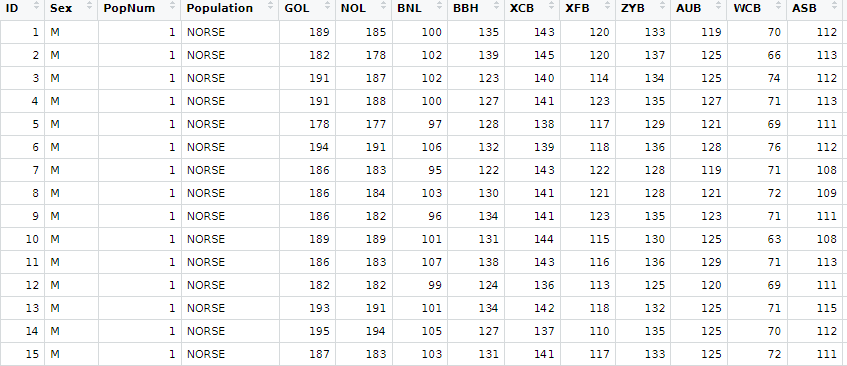 ID Sex PopNum Population GOL NOL BNL BBH XCB XFB ZYB AUB WCB ASB
1 M 1 NORSE 189 185 100 135 143 120 133 119 70 112
2 M 1 NORSE 182 178 102 139 145 120 137 125 66 113
3 M 1 NORSE 191 187 102 123 140 114 134 125 74 112
4 M 1 NORSE 191 188 100 127 141 123 135 127 71 113
5 M 1 NORSE 178 177 97 128 138 117 129 121 69 111
6 M 1 NORSE 194 191 106 132 139 118 136 128 76 112
7 M 1 NORSE 186 183 95 122 143 122 128 119 71 108
8 M 1 NORSE 186 184 103 130 141 121 128 121 72 109
9 M 1 NORSE 186 182 96 134 141 123 135 123 71 111
10 M 1 NORSE 189 189 101 131 144 115 130 125 63 108
11 M 1 NORSE 186 183 107 138 143 116 136 129 71 113
12 M 1 NORSE 182 182 99 124 136 113 125 120 69 111
13 M 1 NORSE 193 191 101 134 142 118 132 125 71 115
14 M 1 NORSE 195 194 105 127 137 110 135 125 70 112
15 M 1 NORSE 187 183 103 131 141 117 133 125 72 111